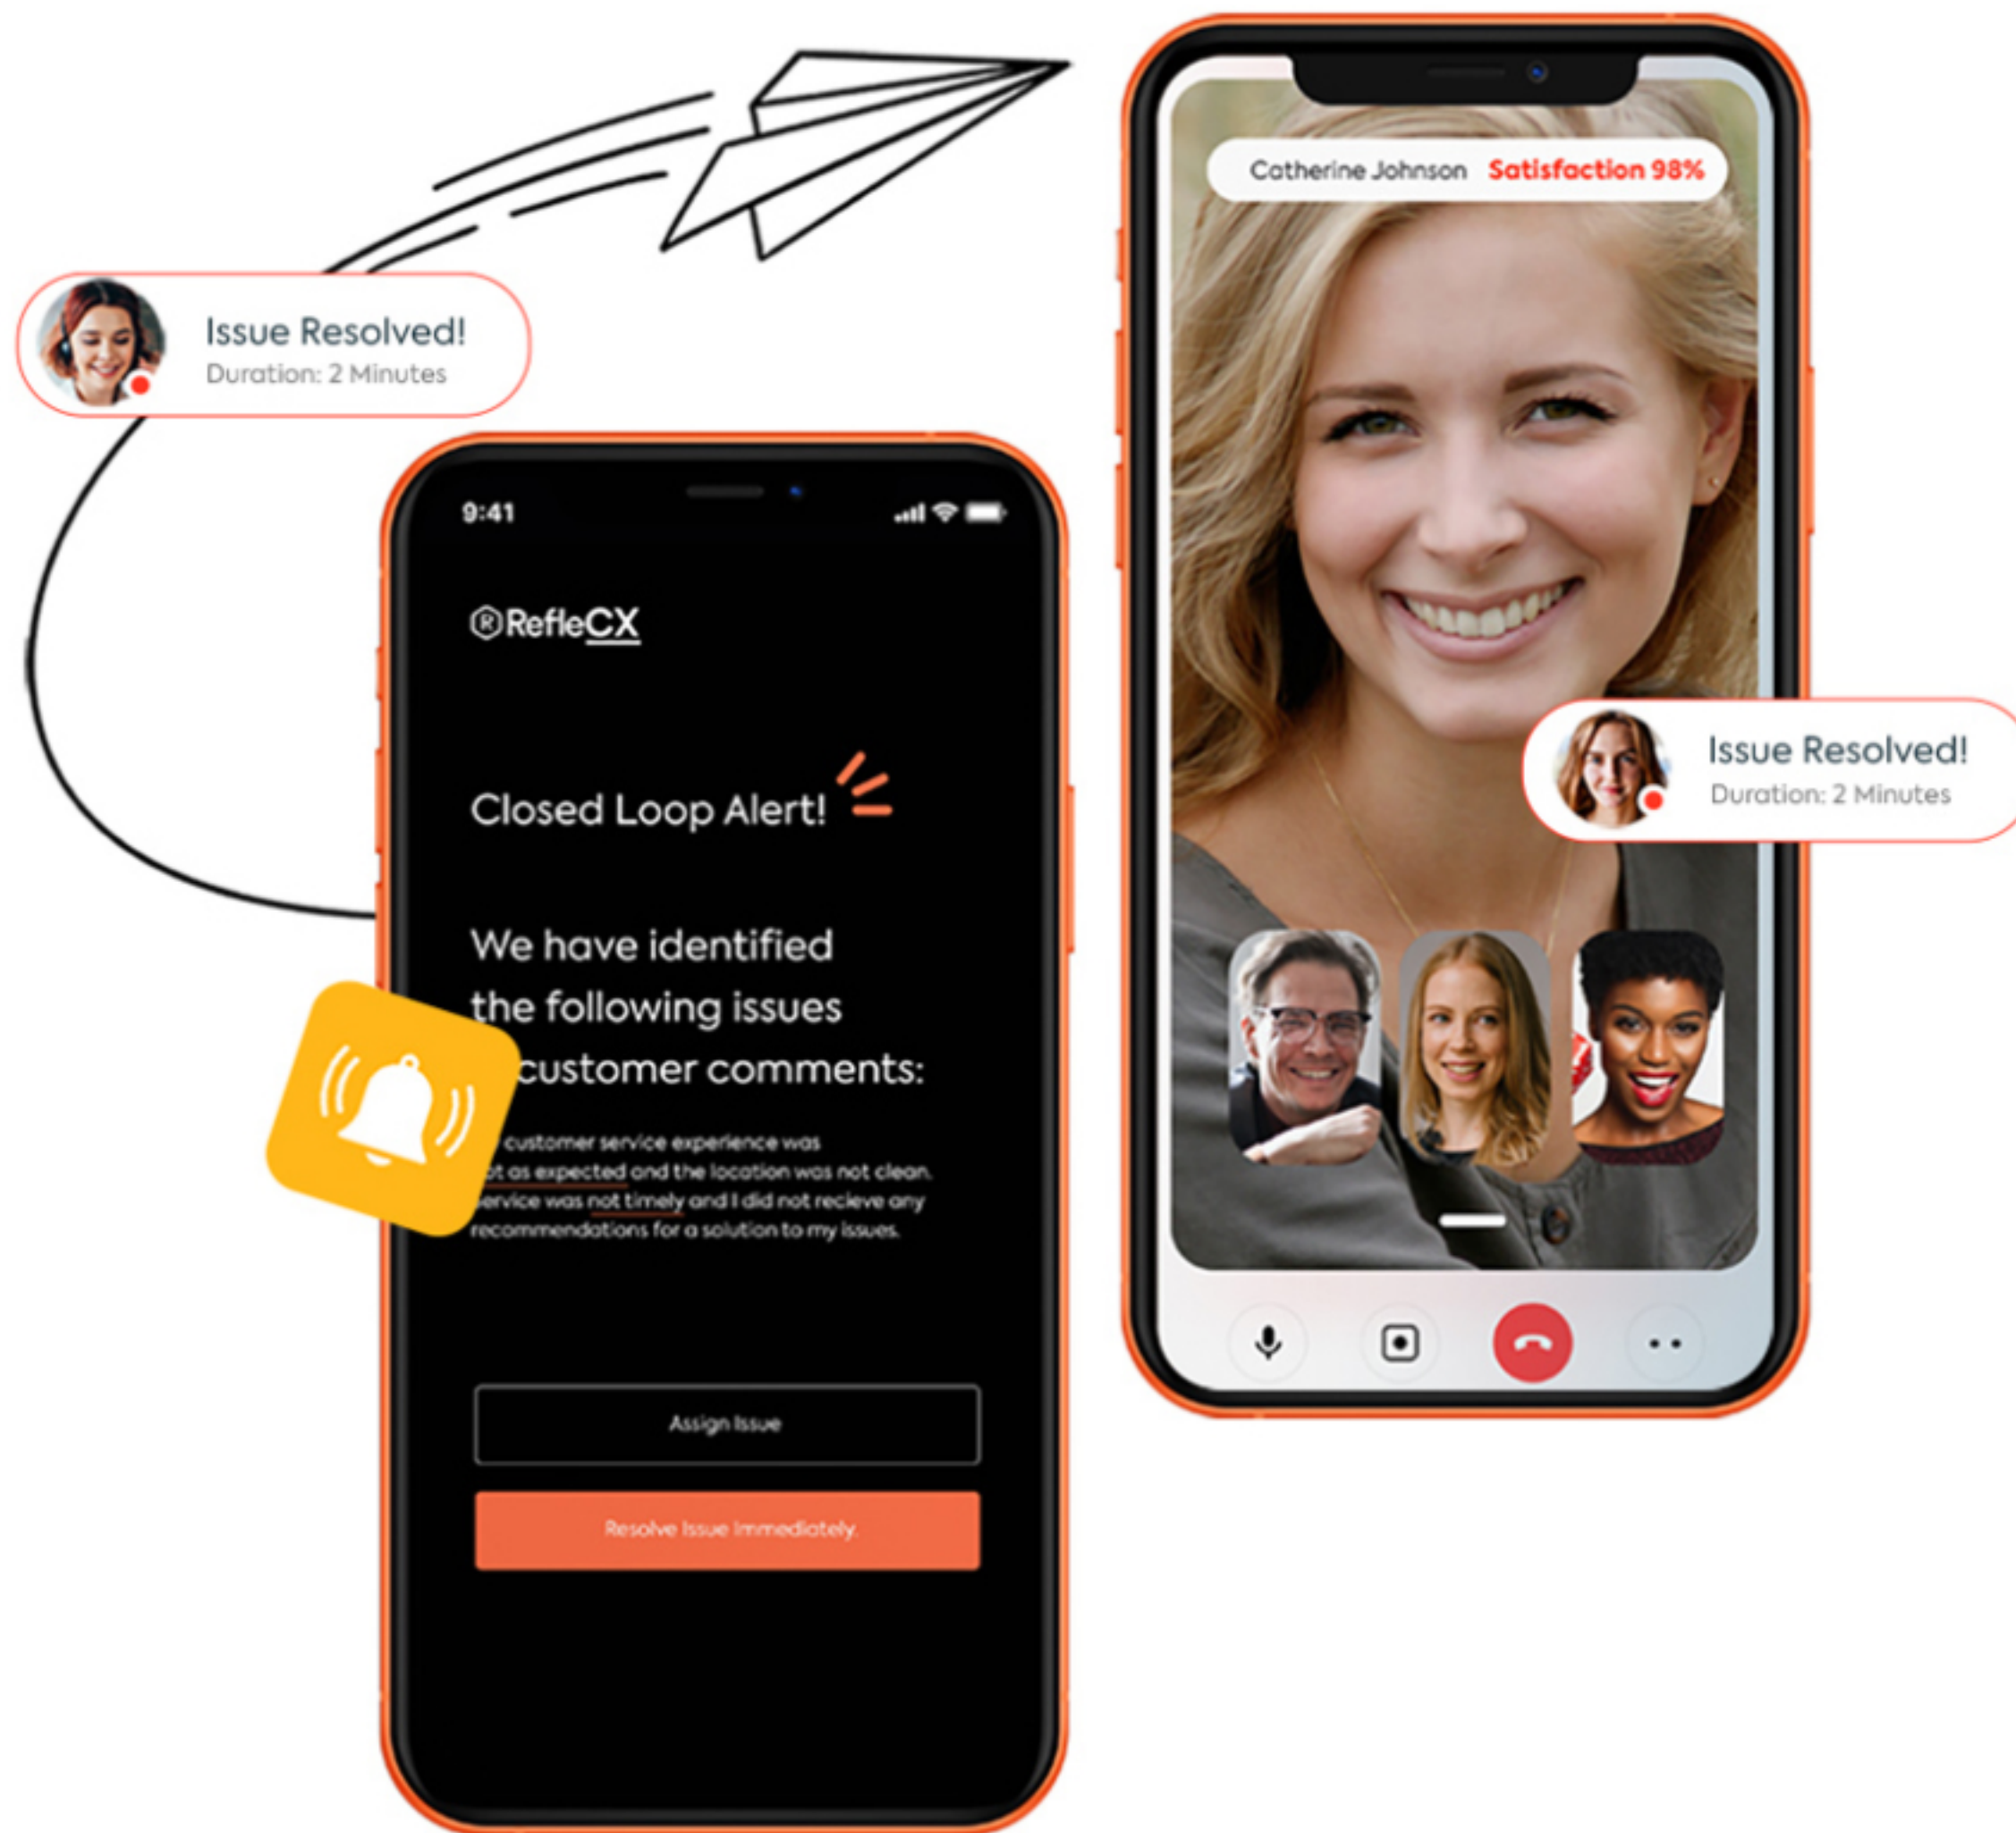 Catherine Johnson Satisfaction 98%
Issue Resolved!
Duration: 2 Minutes
9:41
RefleCX
Closed Loop Alert!
We have identified
the following issues
customer comments:
customer service experience was
as expected and the location was not clean.
was not timely and I did not recieve any
recommendations for a solution to my issues.
Assign Issue
Resolve Issue Immediately.
Issue Resolved!
Duration: 2 Minutes